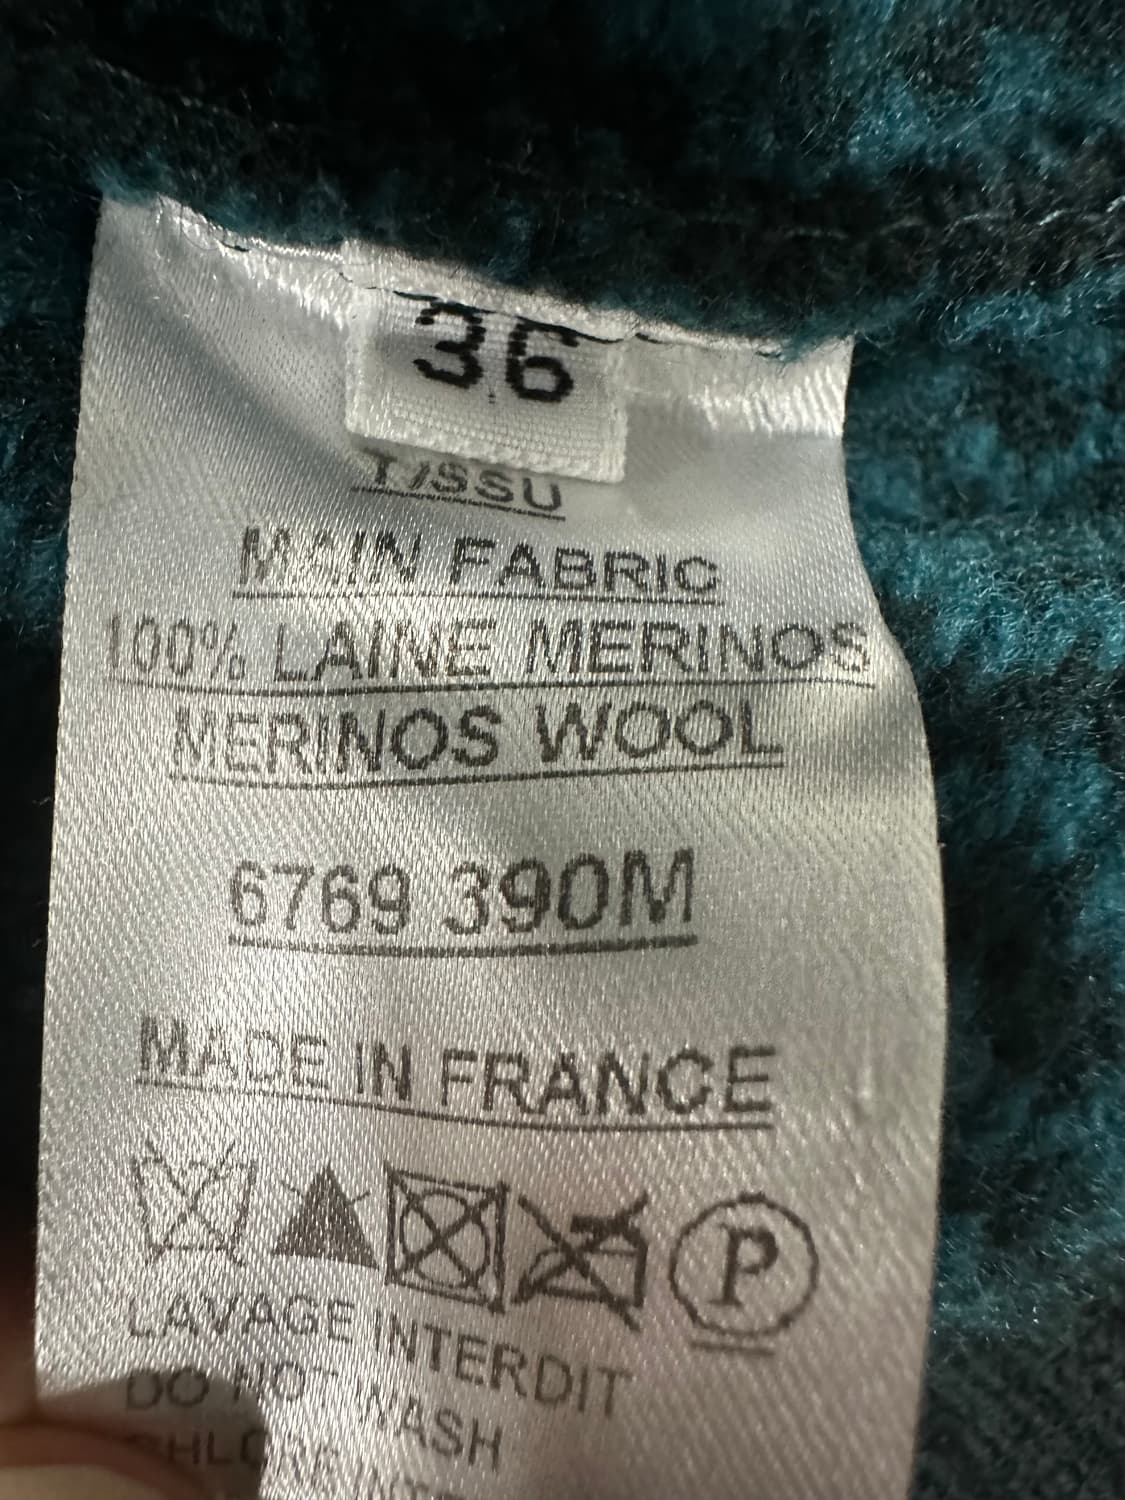 36
TISSU
MAIN FABRIC
100% LAINE MERINOS
MERINOS WOOL
6769 390M
MADE IN FRANCE
P
LAVAGE INTERDIT
DO NOT WASH
CHLORE